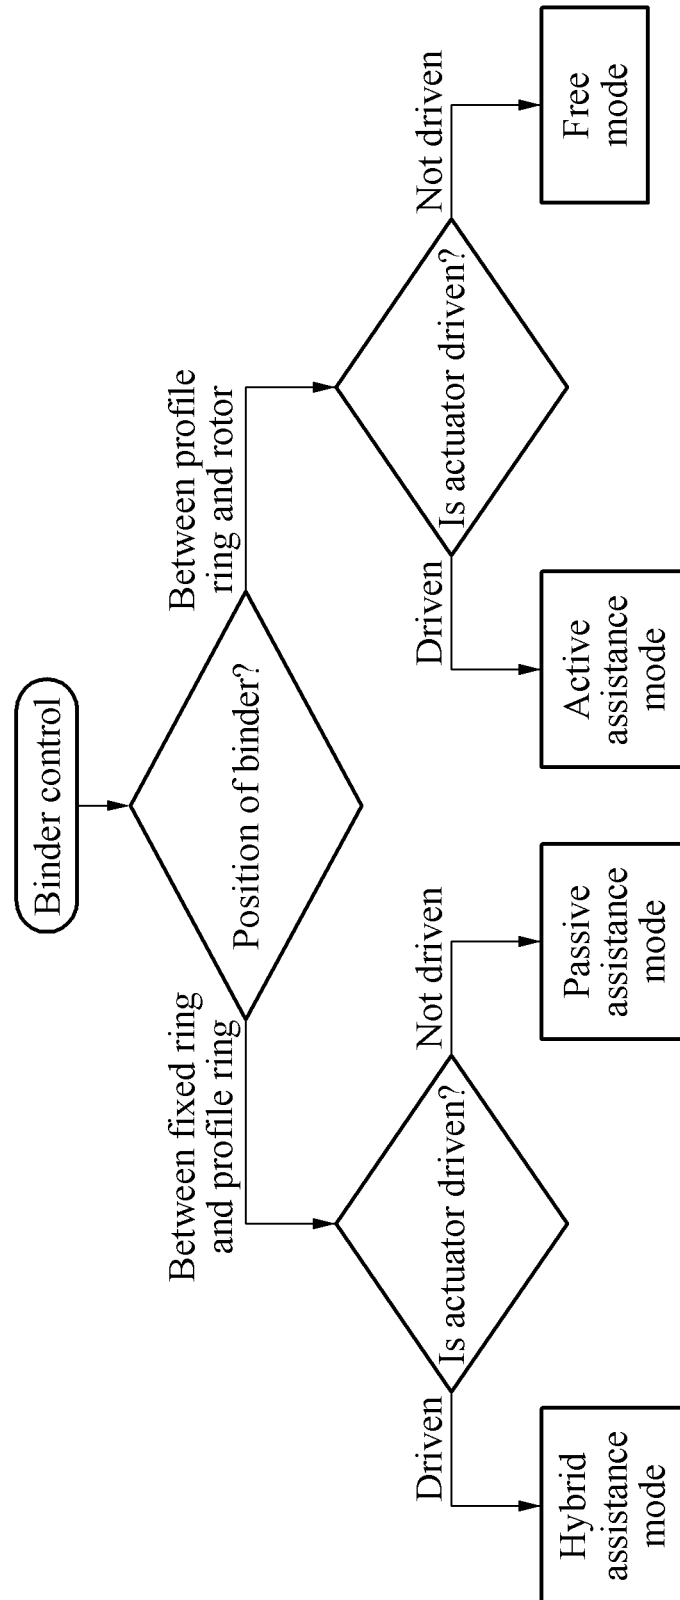 Binder control
Position of binder?
Between fixed ring
and profile ring
Between profile
ring and rotor
Is actuator driven?
Driven
Not driven
Is actuator driven?
Driven
Not driven
Hybrid
assistance
mode
Passive
assistance
mode
Active
assistance
mode
Free
mode